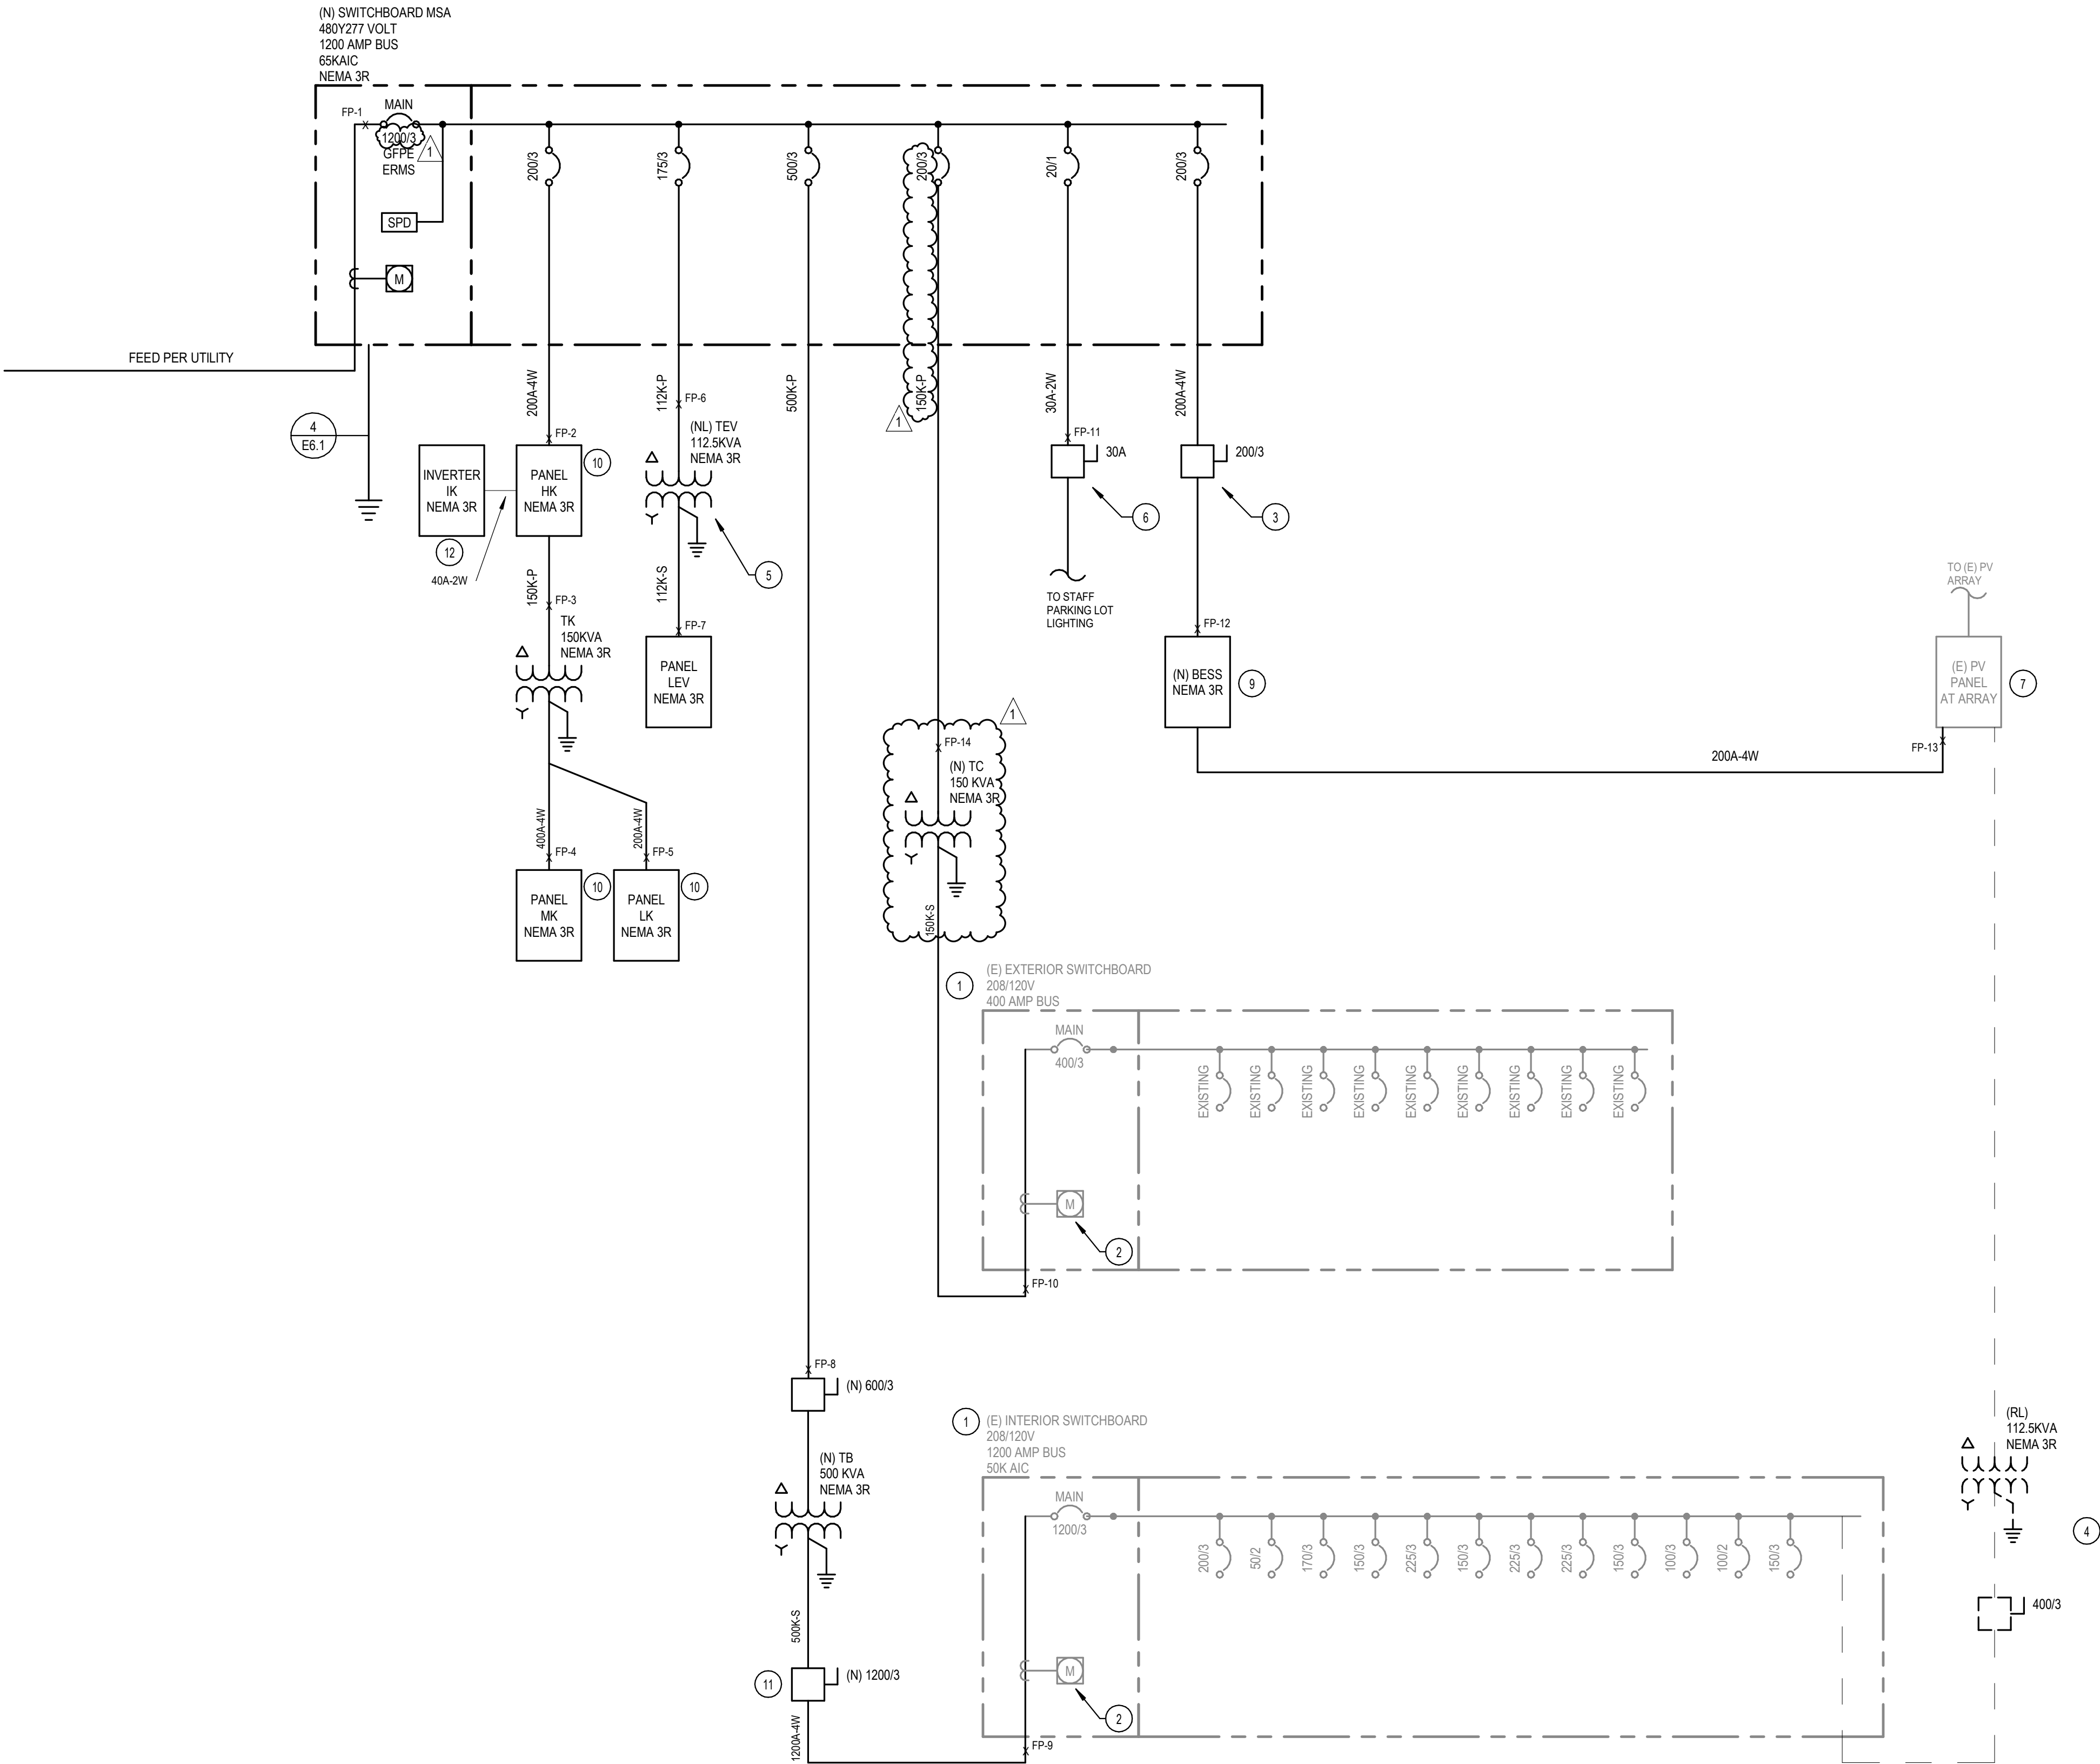 (N) SWITCHBOARD MSA
480Y277 VOLT
1200 AMP BUS
65KAIC
NEMA 3R
FP-1
MAIN
1200/3
GFPE
ERMS
1
SPD
M
200/3
175/3
500/3
200/3
20/1
200/3
FEED PER UTILITY
4
E6.1
200A-4W
112K-P
500K-P
150K-P
1
30A-2W
200A-4W
FP-2
FP-6
FP-11
INVERTER
IK
NEMA 3R
12
40A-2W
PANEL
HK
NEMA 3R
10
(NL) TEV
112.5KVA
NEMA 3R
5
30A
6
TO STAFF
PARKING LOT
LIGHTING
200/3
3
150K-P
FP-3
TK
150KVA
NEMA 3R
112K-S
FP-7
PANEL
LEV
NEMA 3R
FP-12
(N) BESS
NEMA 3R
9
TO (E) PV
ARRAY
(E) PV
PANEL
AT ARRAY
7
FP-13
200A-4W
1
FP-14
(N) TC
150 KVA
NEMA 3R
150K-S
400A-4W
200A-4W
FP-4
FP-5
PANEL
MK
NEMA 3R
10
PANEL
LK
NEMA 3R
10
1
(E) EXTERIOR SWITCHBOARD
208/120V
400 AMP BUS
MAIN
400/3
EXISTING
EXISTING
EXISTING
EXISTING
EXISTING
EXISTING
EXISTING
EXISTING
EXISTING
M
2
FP-10
FP-8
(N) 600/3
(N) TB
500 KVA
NEMA 3R
500K-S
11
(N) 1200/3
1200A-4W
1
(E) INTERIOR SWITCHBOARD
208/120V
1200 AMP BUS
50K AIC
MAIN
1200/3
200/3
50/2
170/3
150/3
225/3
150/3
225/3
225/3
150/3
100/3
100/2
150/3
M
2
FP-9
(RL)
112.5KVA
NEMA 3R
4
400/3